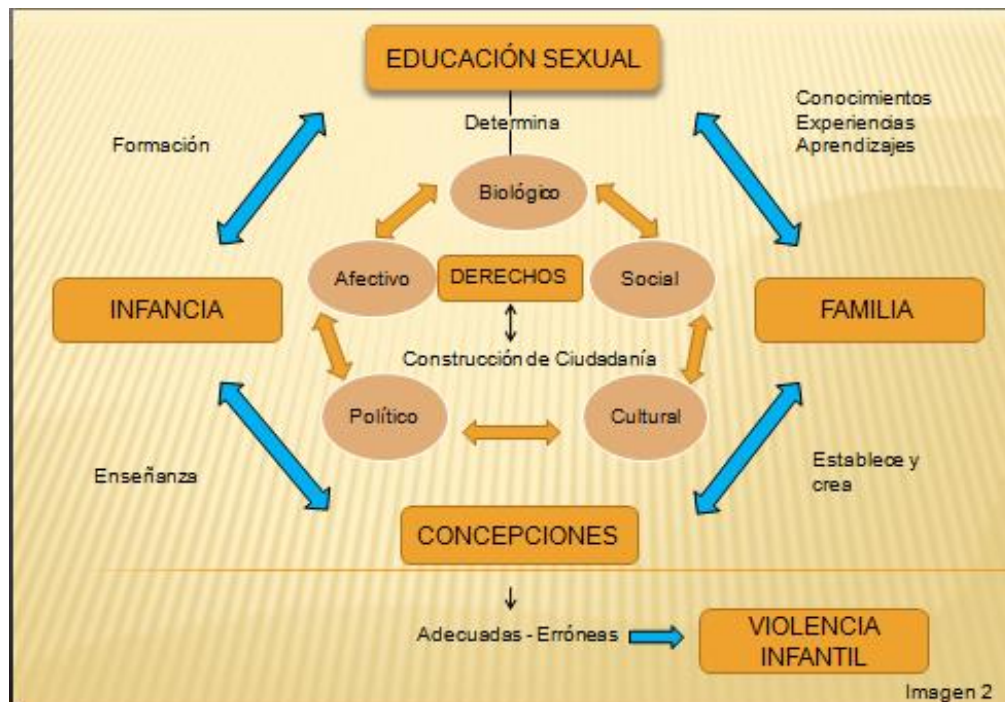 EDUCACIÓN SEXUAL
Conocimientos
Experiencias
Aprendizajes
Determina
Formación
Biológico
Afectivo
DERECHOS
Social
INFANCIA
FAMILIA
Construcción de Ciudadanía
Político
Cultural
Enseñanza
Establece y
crea
CONCEPCIONES
Adecuadas - Erróneas
VIOLENCIA
INFANTIL
Imagen 2